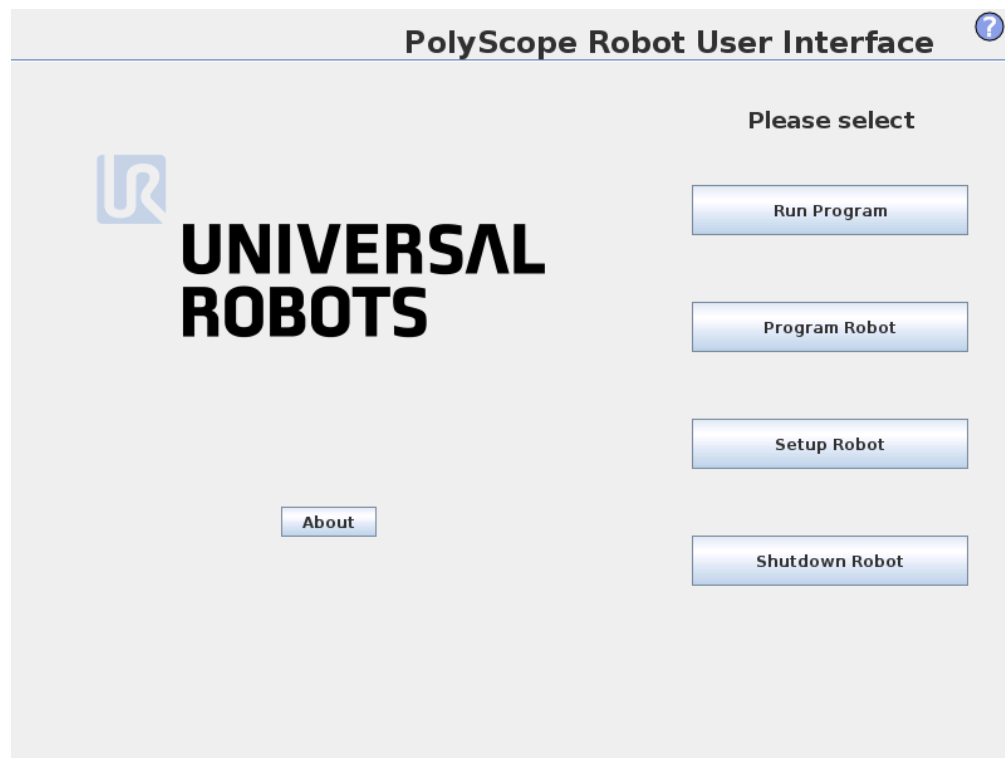 PolyScope Robot User Interface
?
Please select
UR
UNIVERSAL
ROBOTS
Run Program
Program Robot
Setup Robot
About
Shutdown Robot